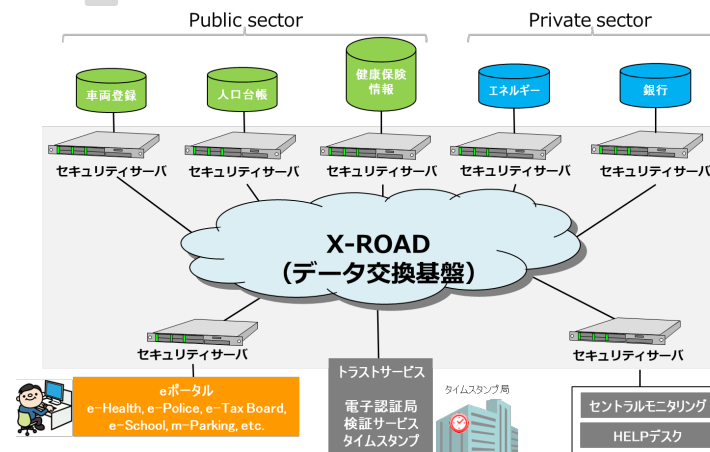 Public sector
Private sector
車両登録
人口台帳
健康保険
情報
エネルギー
銀行
セキュリティサーバ
セキュリティサーバ
セキュリティサーバ
セキュリティサーバ
セキュリティサーバ
X-ROAD
（データ交換基盤）
セキュリティサーバ
セキュリティサーバ
eポータル
e-Health, e-Police, e-Tax Board,
e-School, m-Parking, etc.
トラストサービス
電子認証局
検証サービス
タイムスタンプ
タイムスタンプ局
セントラルモニタリング
HELPデスク